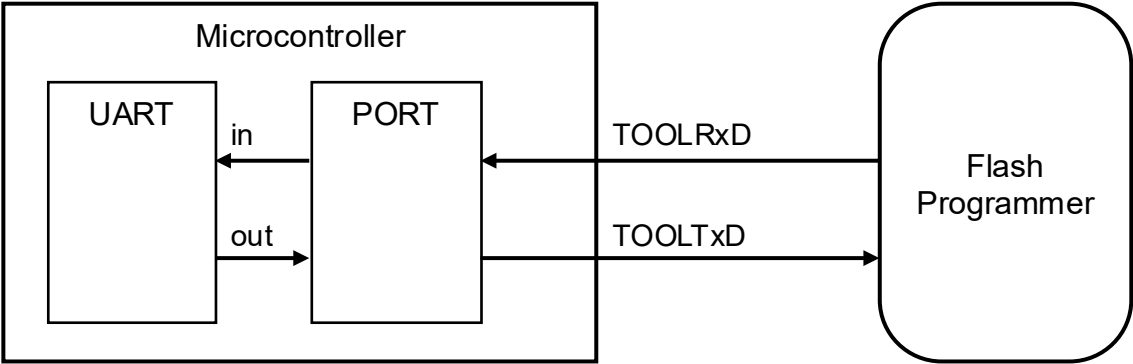 Microcontroller
UART
PORT
in
out
TOOLRxD
TOOLTxD
Flash
Programmer